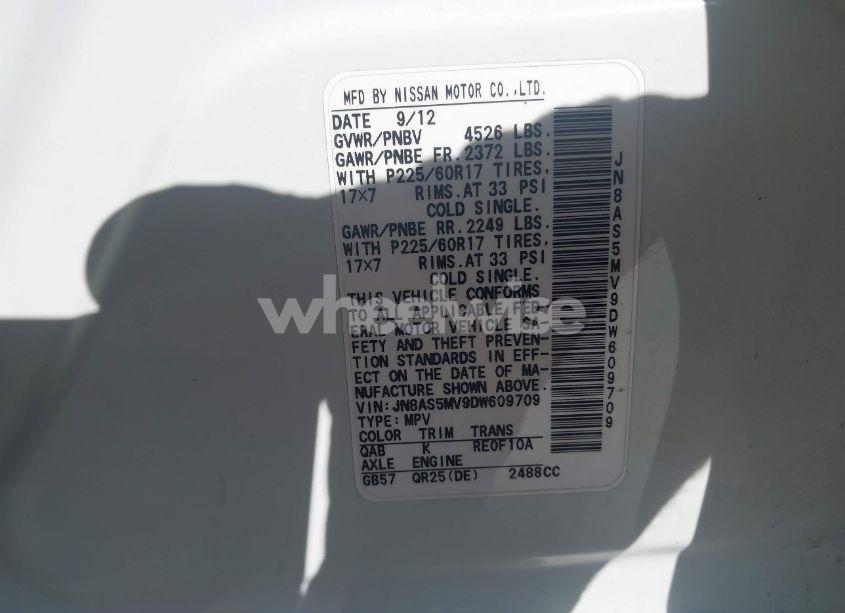 MFD BY NISSAN MOTOR CO.,LTD.
DATE 9/12
GVWR/PNBV 4526 LBS.
GAWR/PNBE FR. 2372 LBS.
WITH P225/60R17 TIRES,
17×7 RIMS. AT 33 PSI
COLD SINGLE.
GAWR/PNBE RR. 2249 LBS.
WITH P225/60R17 TIRES,
17×7 RIMS. AT 33 PSI
COLD SINGLE.
THIS VEHICLE CONFORMS
TO ALL APPLICABLE FED-
ERAL MOTOR VEHICLE SA-
FETY AND THEFT PREVEN-
TION STANDARDS IN EFF-
ECT ON THE DATE OF MA-
NUFACTURE SHOWN ABOVE.
VIN: JN8AS5MV9DW609709
TYPE: MPV
COLOR TRIM TRANS
QAB K RE0F10A
AXLE ENGINE
GB57 QR25(DE) 2488CC
JN8AS5MV9DW609709
wheelwise